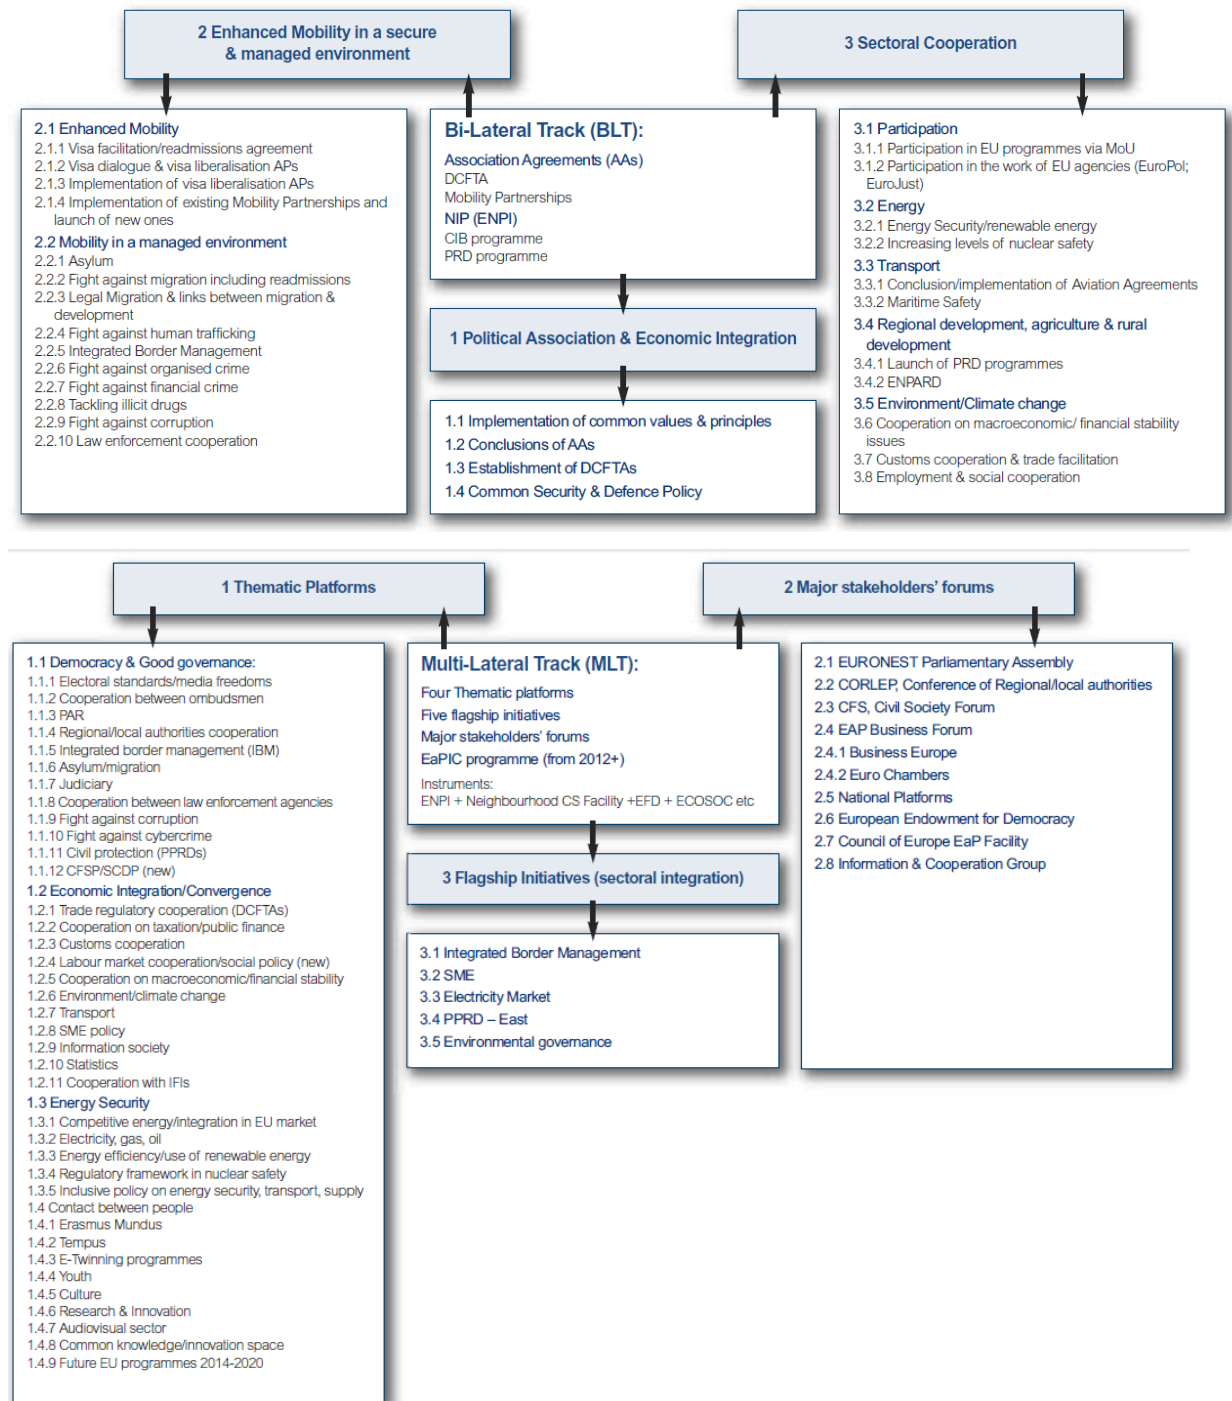 2 Enhanced Mobility in a secure
& managed environment
3 Sectoral Cooperation
2.1 Enhanced Mobility
2.1.1 Visa facilitation/readmissions agreement
2.1.2 Visa dialogue & visa liberalisation APs
2.1.3 Implementation of visa liberalisation APs
2.1.4 Implementation of existing Mobility Partnerships and
launch of new ones
2.2 Mobility in a managed environment
2.2.1 Asylum
2.2.2 Fight against migration including readmissions
2.2.3 Legal Migration & links between migration &
development
2.2.4 Fight against human trafficking
2.2.5 Integrated Border Management
2.2.6 Fight against organised crime
2.2.7 Fight against financial crime
2.2.8 Tackling illicit drugs
2.2.9 Fight against corruption
2.2.10 Law enforcement cooperation
Bi-Lateral Track (BLT):
Association Agreements (AAs)
DCFTA
Mobility Partnerships
NIP (ENPI)
CIB programme
PRD programme
1 Political Association & Economic Integration
1.1 Implementation of common values & principles
1.2 Conclusions of AAs
1.3 Establishment of DCFTAs
1.4 Common Security & Defence Policy
3.1 Participation
3.1.1 Participation in EU programmes via MoU
3.1.2 Participation in the work of EU agencies (EuroPol;
EuroJust)
3.2 Energy
3.2.1 Energy Security/renewable energy
3.2.2 Increasing levels of nuclear safety
3.3 Transport
3.3.1 Conclusion/implementation of Aviation Agreements
3.3.2 Maritime Safety
3.4 Regional development, agriculture & rural
development
3.4.1 Launch of PRD programmes
3.4.2 ENPARD
3.5 Environment/Climate change
3.6 Cooperation on macroeconomic/ financial stability
issues
3.7 Customs cooperation & trade facilitation
3.8 Employment & social cooperation
1 Thematic Platforms
2 Major stakeholders' forums
1.1 Democracy & Good governance:
1.1.1 Electoral standards/media freedoms
1.1.2 Cooperation between ombudsmen
1.1.3 PAR
1.1.4 Regional/local authorities cooperation
1.1.5 Integrated border management (IBM)
1.1.6 Asylum/migration
1.1.7 Judiciary
1.1.8 Cooperation between law enforcement agencies
1.1.9 Fight against corruption
1.1.10 Fight against cybercrime
1.1.11 Civil protection (PPRDs)
1.1.12 CFSP/SCDP (new)
1.2 Economic Integration/Convergence
1.2.1 Trade regulatory cooperation (DCFTAs)
1.2.2 Cooperation on taxation/public finance
1.2.3 Customs cooperation
1.2.4 Labour market cooperation/social policy (new)
1.2.5 Cooperation on macroeconomic/financial stability
1.2.6 Environment/climate change
1.2.7 Transport
1.2.8 SME policy
1.2.9 Information society
1.2.10 Statistics
1.2.11 Cooperation with IFIs
1.3 Energy Security
1.3.1 Competitive energy/integration in EU market
1.3.2 Electricity, gas, oil
1.3.3 Energy efficiency/use of renewable energy
1.3.4 Regulatory framework in nuclear safety
1.3.5 Inclusive policy on energy security, transport, supply
1.4 Contact between people
1.4.1 Erasmus Mundus
1.4.2 Tempus
1.4.3 E-Twinning programmes
1.4.4 Youth
1.4.5 Culture
1.4.6 Research & Innovation
1.4.7 Audiovisual sector
1.4.8 Common knowledge/innovation space
1.4.9 Future EU programmes 2014-2020
Multi-Lateral Track (MLT):
Four Thematic platforms
Five flagship initiatives
Major stakeholders' forums
EaPIC programme (from 2012+)
Instruments:
ENPI + Neighbourhood CS Facility +EFD + ECOSOC etc
3 Flagship Initiatives (sectoral integration)
3.1 Integrated Border Management
3.2 SME
3.3 Electricity Market
3.4 PPRD – East
3.5 Environmental governance
2.1 EURONEST Parliamentary Assembly
2.2 CORLEP, Conference of Regional/local authorities
2.3 CFS, Civil Society Forum
2.4 EAP Business Forum
2.4.1 Business Europe
2.4.2 Euro Chambers
2.5 National Platforms
2.6 European Endowment for Democracy
2.7 Council of Europe EaP Facility
2.8 Information & Cooperation Group